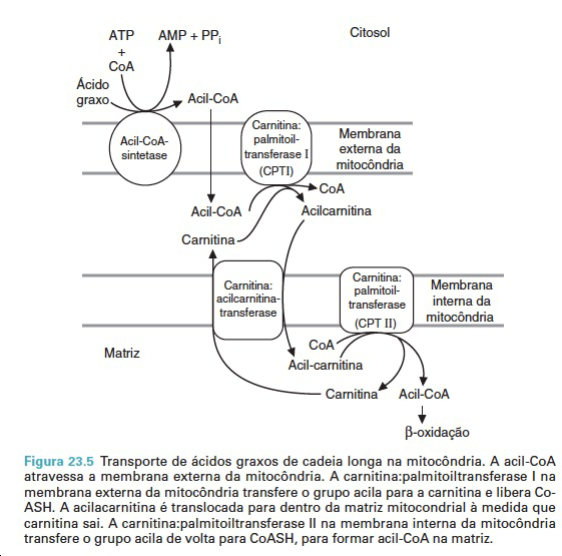 ATP
+
CoA
AMP + PPi
Citosol
Ácido
graxo
Acil-CoA
Acil-CoA-
sintetase
Carnitina:
palmitoil-
transferase I
(CPTI)
Membrana
externa da
mitocôndria
CoA
Acil-CoA
Acilcarnitina
Carnitina
Carnitina:
acilcarnitina-
transferase
Carnitina:
palmitoil-
transferase
(CPT II)
Membrana
interna da
mitocôndria
Matriz
CoA
Acil-carnitina
Carnitina
Acil-CoA
β-oxidação
Figura 23.5 Transporte de ácidos graxos de cadeia longa na mitocôndria. A acil-CoA
atravessa a membrana externa da mitocôndria. A carnitina:palmitoiltransferase I na
membrana externa da mitocôndria transfere o grupo acila para a carnitina e libera Co-
ASH. A acilacarnitina é translocada para dentro da matriz mitocondrial à medida que
carnitina sai. A carnitina:palmitoiltransferase II na membrana interna da mitocôndria
transfere o grupo acila de volta para CoASH, para formar acil-CoA na matriz.